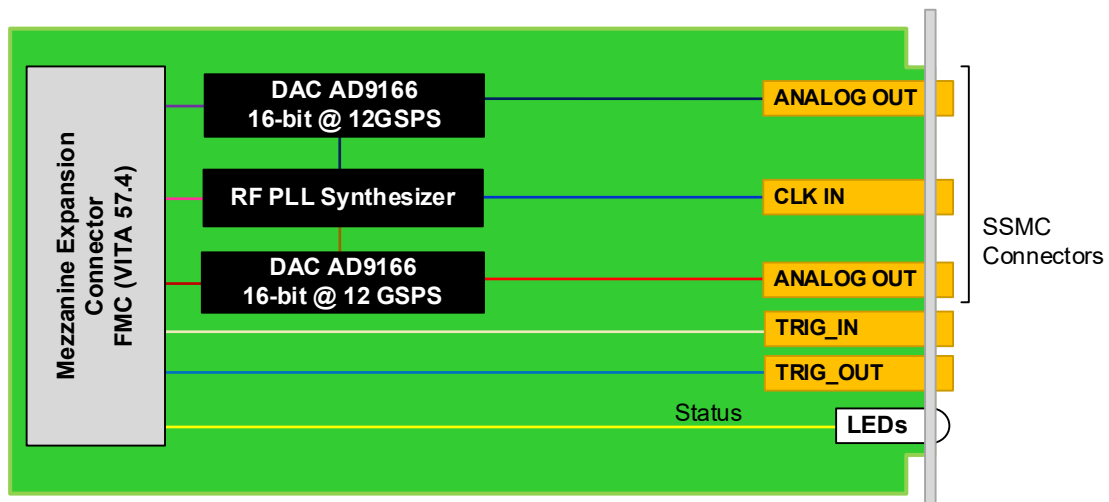 Mezzanine Expansion
Connector
FMC (VITA 57.4)
DAC AD9166
16-bit @ 12GSPS
ANALOG OUT
RF PLL Synthesizer
CLK IN
DAC AD9166
16-bit @ 12 GSPS
ANALOG OUT
SSMC
Connectors
TRIG_IN
TRIG_OUT
Status
LEDs